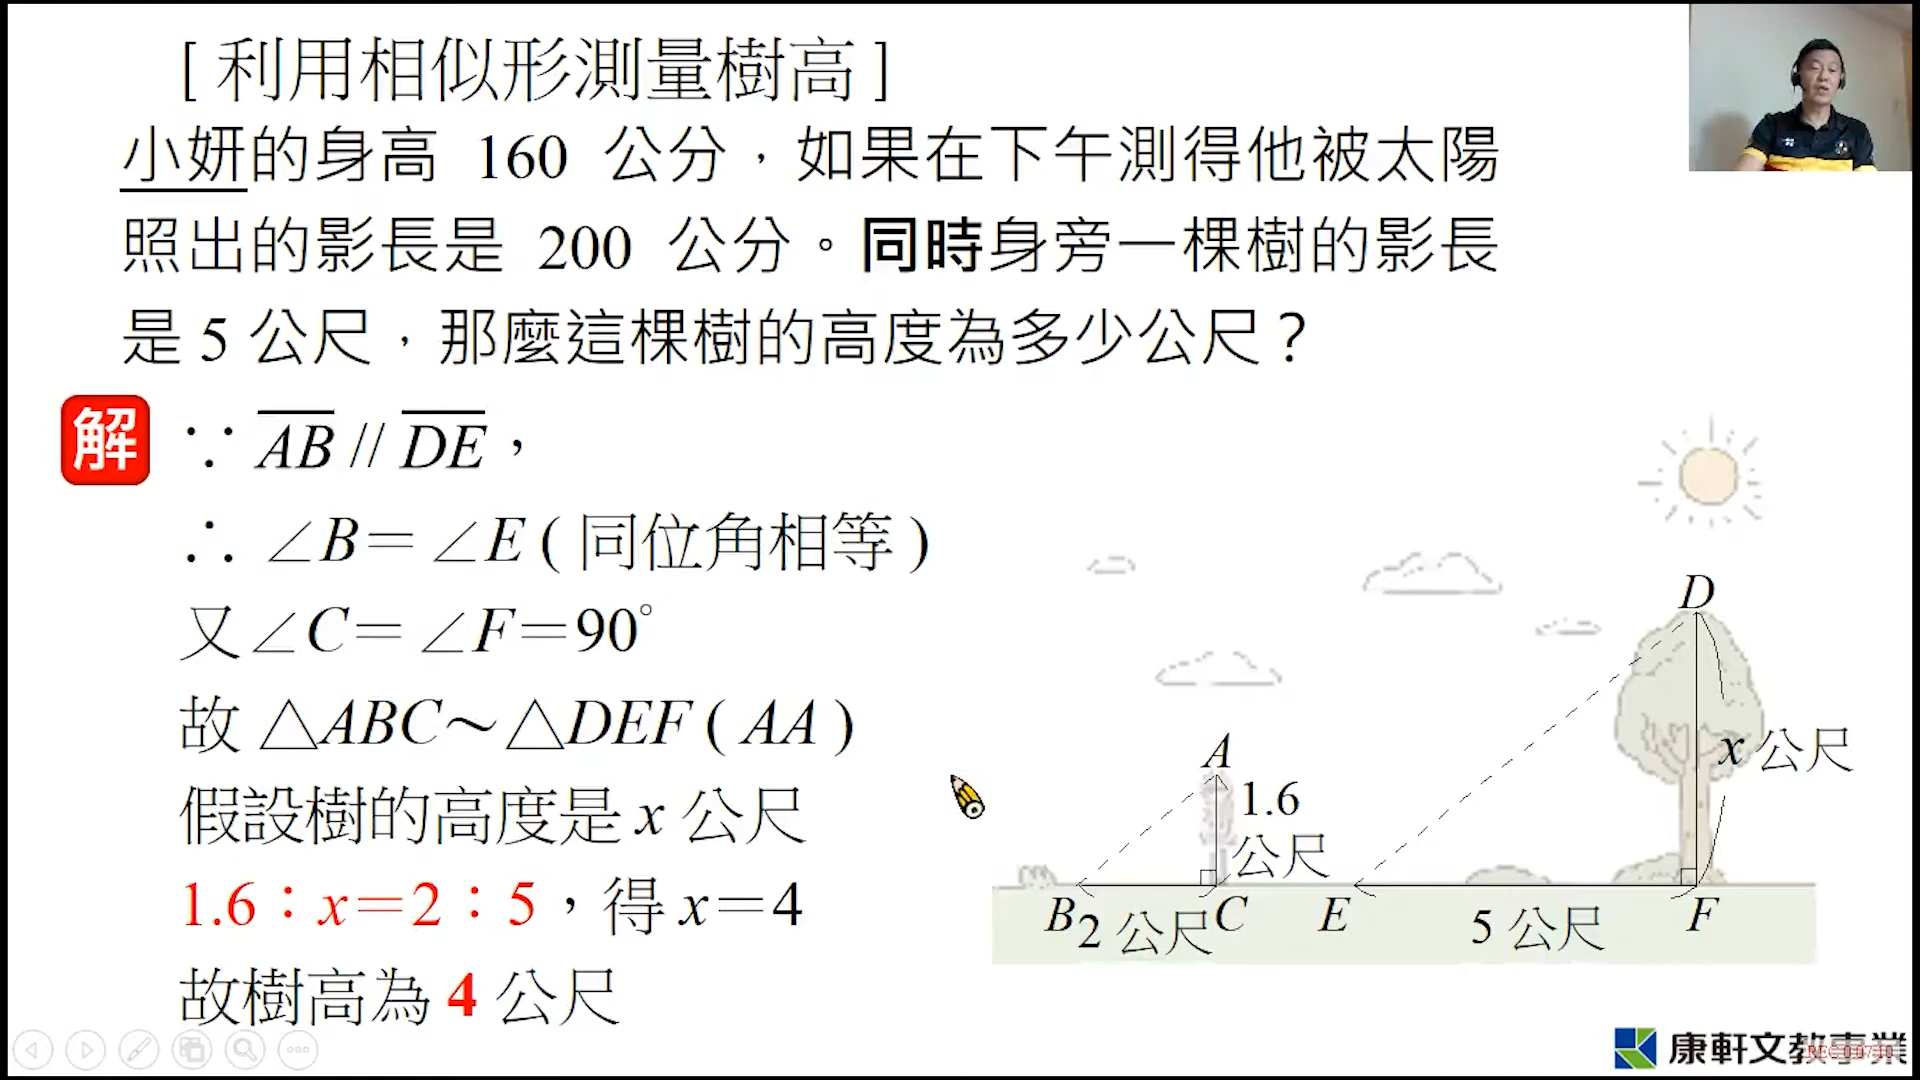 [ 利用相似形測量樹高 ]
小妍的身高 160 公分，如果在下午測得他被太陽
照出的影長是 200 公分。同時身旁一棵樹的影長
是 5 公尺，那麼這棵樹的高度為多少公尺？
解 ∵ AB // DE，
∴ ∠B＝∠E ( 同位角相等 )
又∠C＝∠F＝90°
故 △ABC～△DEF ( AA )
假設樹的高度是 x 公尺
1.6：x＝2：5，得 x＝4
故樹高為 4 公尺
D
x 公尺
A
1.6
公尺
B 2 公尺 C E 5 公尺 F
康軒文教事業
REC 0:07:10